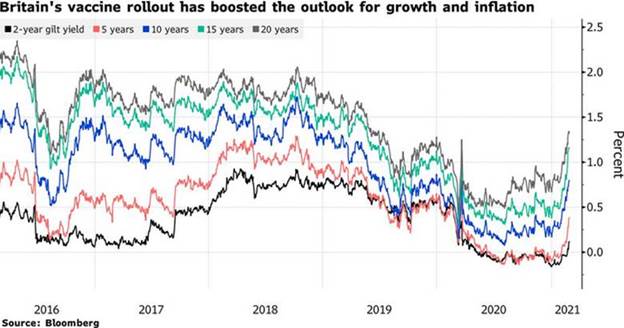 Britain's vaccine rollout has boosted the outlook for growth and inflation
2-year gilt yield 5 years 10 years 15 years 20 years
2.5
2.0
1.5
1.0
0.5
0.0
Percent
2016 2017 2018 2019 2020 2021
Source: Bloomberg